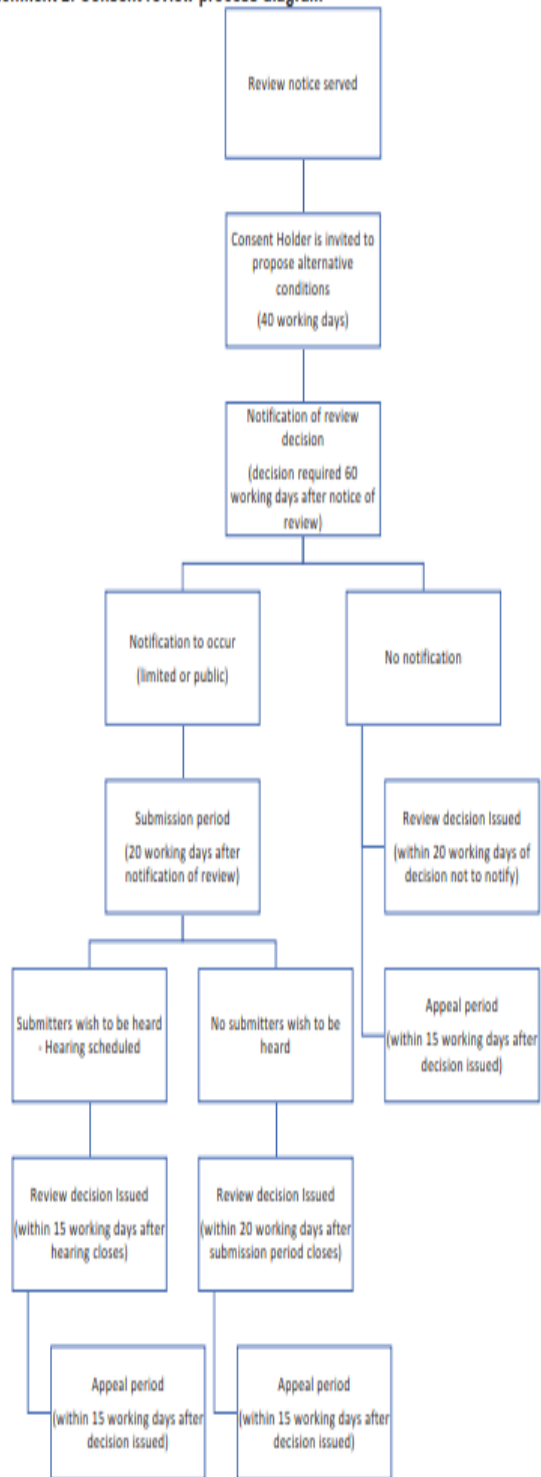 Consent review process diagram
Review notice served
Consent Holder is invited to
propose alternative
conditions
(40 working days)
Notification of review
decision
(decision required 60
working days after notice of
review)
Notification to occur
(limited or public)
No notification
Submission period
(20 working days after
notification of review)
Review decision Issued
(within 20 working days of
decision not to notify)
Submitters wish to be heard
- Hearing scheduled
No submitters wish to be
heard
Appeal period
(within 15 working days after
decision issued)
Review decision Issued
(within 15 working days after
hearing closes)
Review decision Issued
(within 20 working days after
submission period closes)
Appeal period
(within 15 working days after
decision issued)
Appeal period
(within 15 working days after
decision issued)